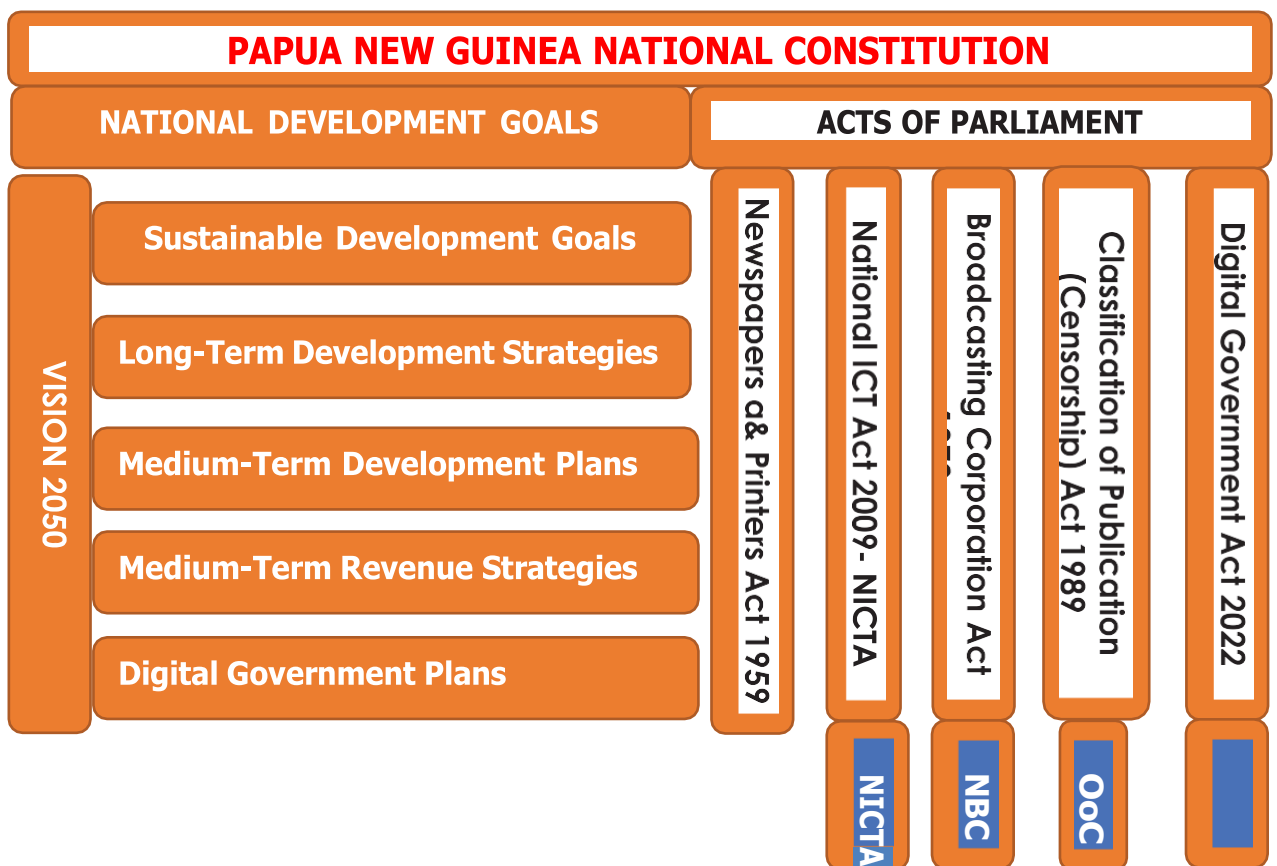 PAPUA NEW GUINEA NATIONAL CONSTITUTION
NATIONAL DEVELOPMENT GOALS
ACTS OF PARLIAMENT
VISION 2050
Sustainable Development Goals
Long-Term Development Strategies
Medium-Term Development Plans
Medium-Term Revenue Strategies
Digital Government Plans
Newspapers a& Printers Act 1959
National ICT Act 2009- NICTA
Broadcasting Corporation Act
Classification of Publication
(Censorship) Act 1989
Digital Government Act 2022
NICTA
NBC
OoC